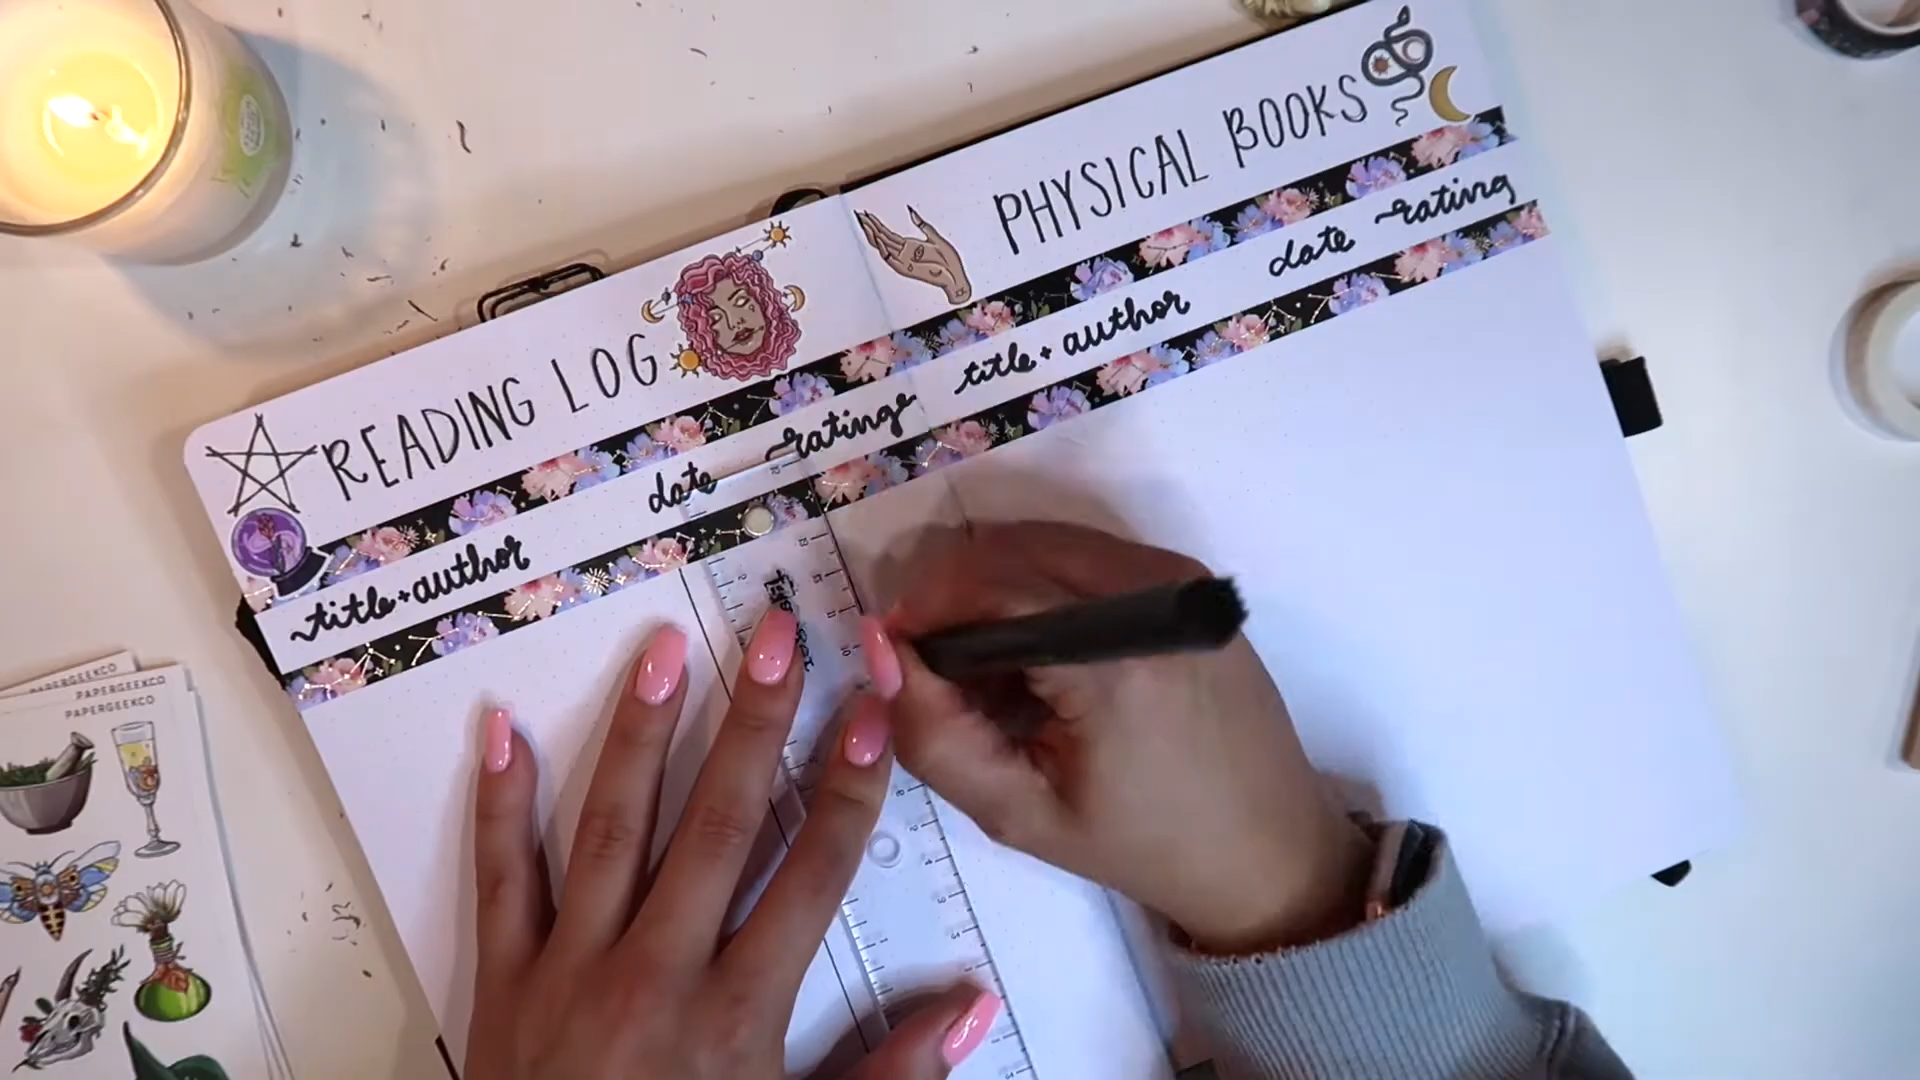 READING LOG
title + author date rating
PHYSICAL BOOKS
title + author date rating
PAPERGEEKCO
PAPERGEEKCO
PAPERGEEKCO